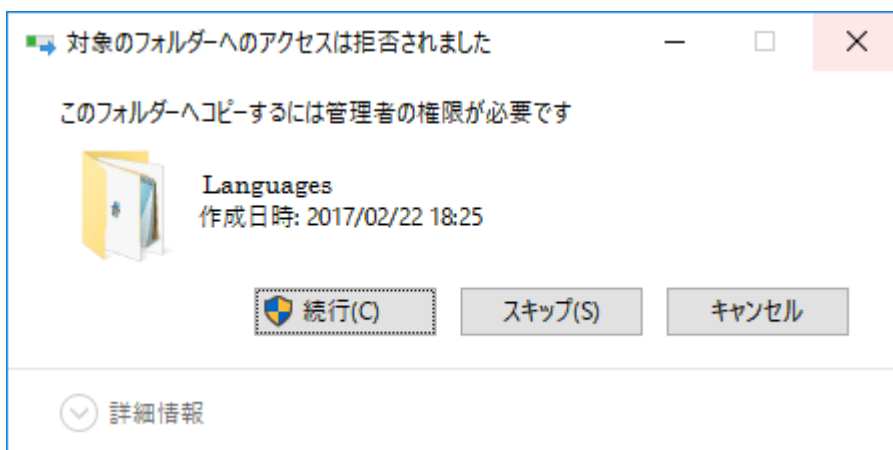 対象のフォルダーへのアクセスは拒否されました
このフォルダーへコピーするには管理者の権限が必要です
Languages
作成日時: 2017/02/22 18:25
続行(C)
スキップ(S)
キャンセル
詳細情報